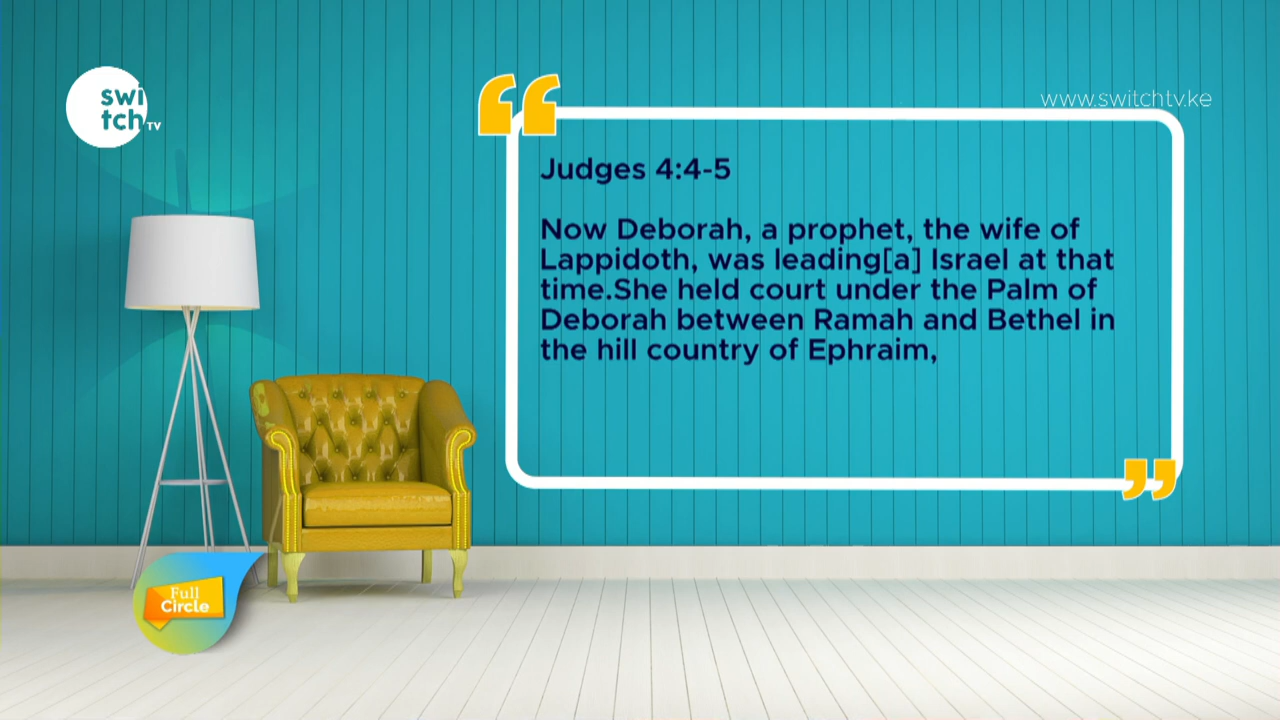 swi
tch TV
www.switchtv.ke
Judges 4:4-5
Now Deborah, a prophet, the wife of
Lappidoth, was leading[a] Israel at that
time.She held court under the Palm of
Deborah between Ramah and Bethel in
the hill country of Ephraim,
Full
Circle